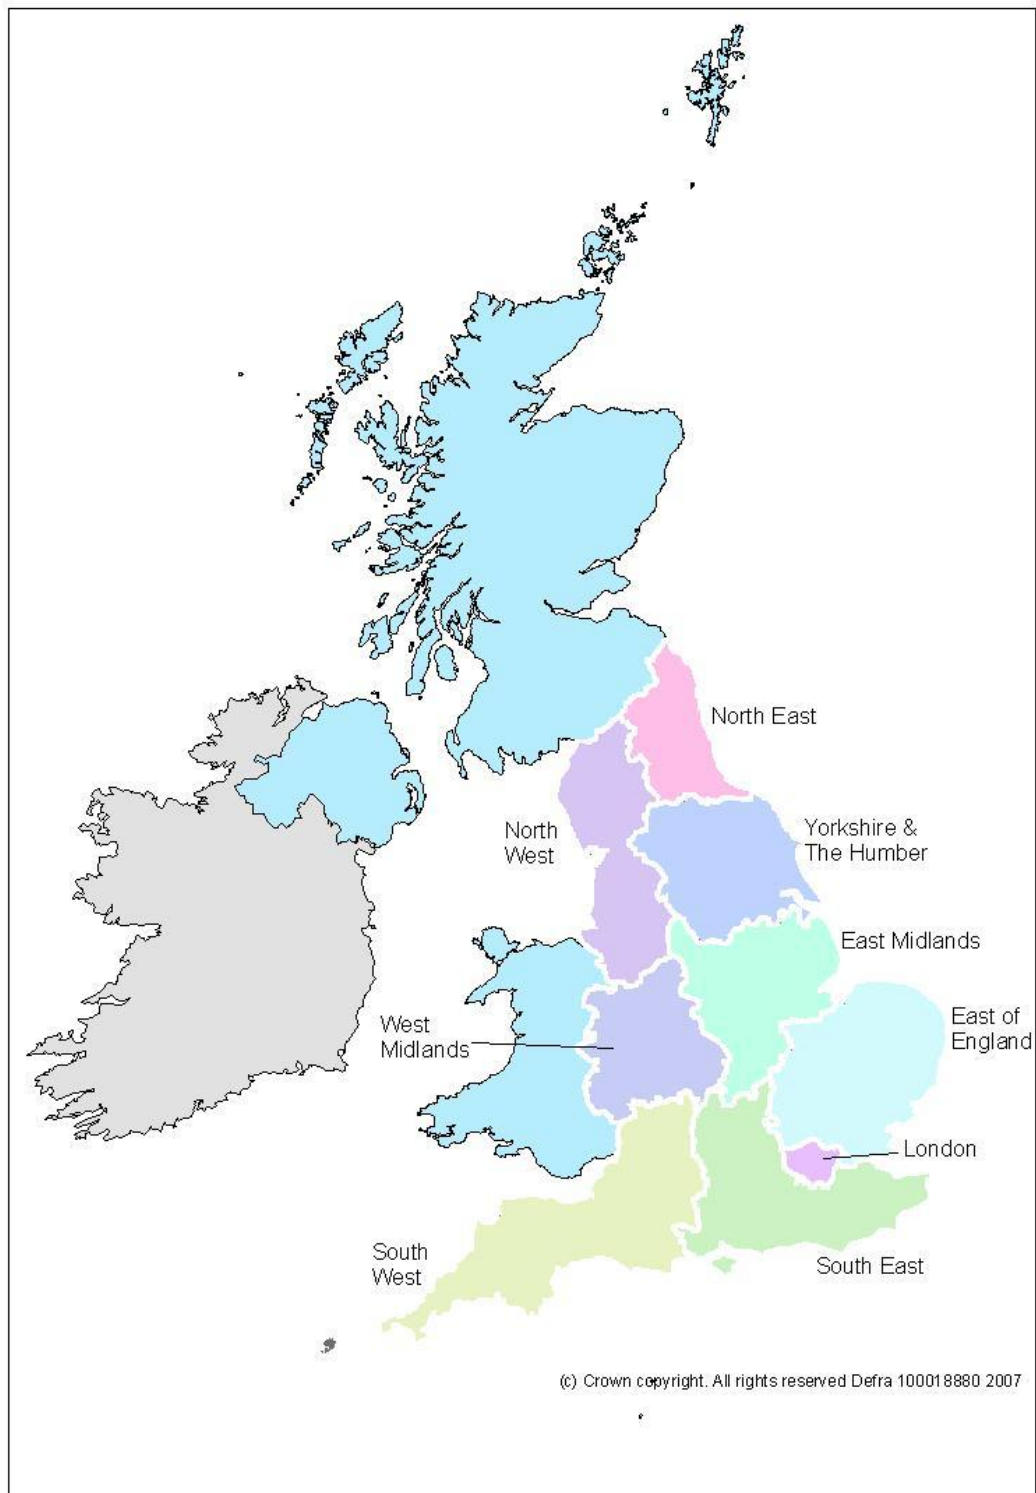 North East
North
West
Yorkshire &
The Humber
East Midlands
West
Midlands
East of
England
London
South
West
South East
(c) Crown copyright. All rights reserved Defra 100018880 2007